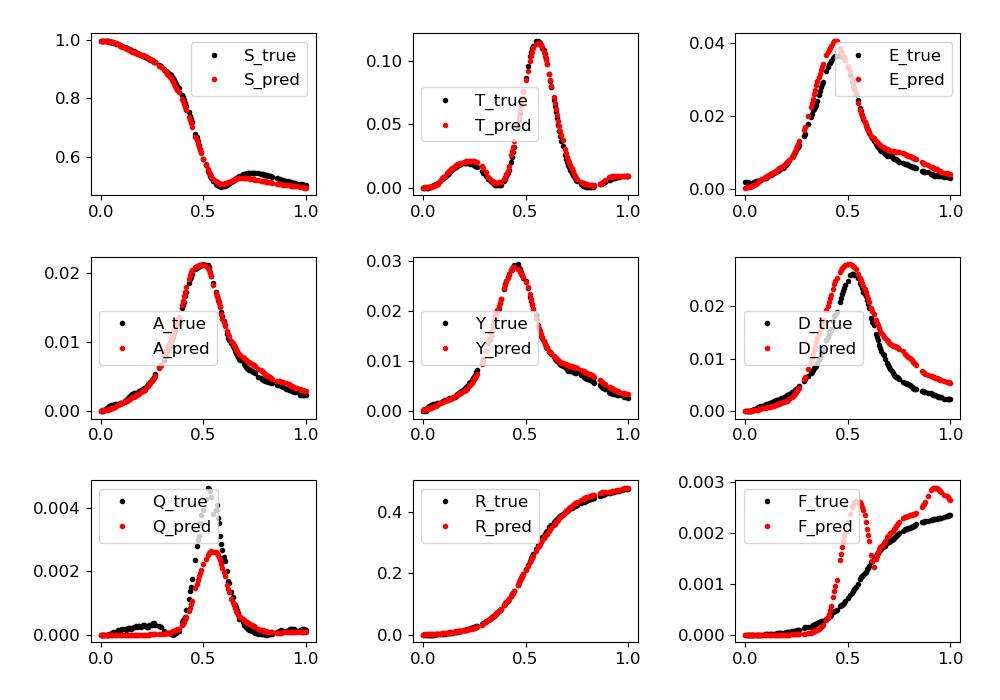 1.0
0.8
0.6
0.0 0.5 1.0
S_true
S_pred
0.10
0.05
0.00
0.0 0.5 1.0
T_true
T_pred
0.04
0.02
0.00
0.0 0.5 1.0
E_true
E_pred
0.02
0.01
0.00
0.0 0.5 1.0
A_true
A_pred
0.03
0.02
0.01
0.00
0.0 0.5 1.0
Y_true
Y_pred
0.02
0.01
0.00
0.0 0.5 1.0
D_true
D_pred
0.004
0.002
0.000
0.0 0.5 1.0
Q_true
Q_pred
0.4
0.2
0.0
0.0 0.5 1.0
R_true
R_pred
0.003
0.002
0.001
0.000
0.0 0.5 1.0
F_true
F_pred